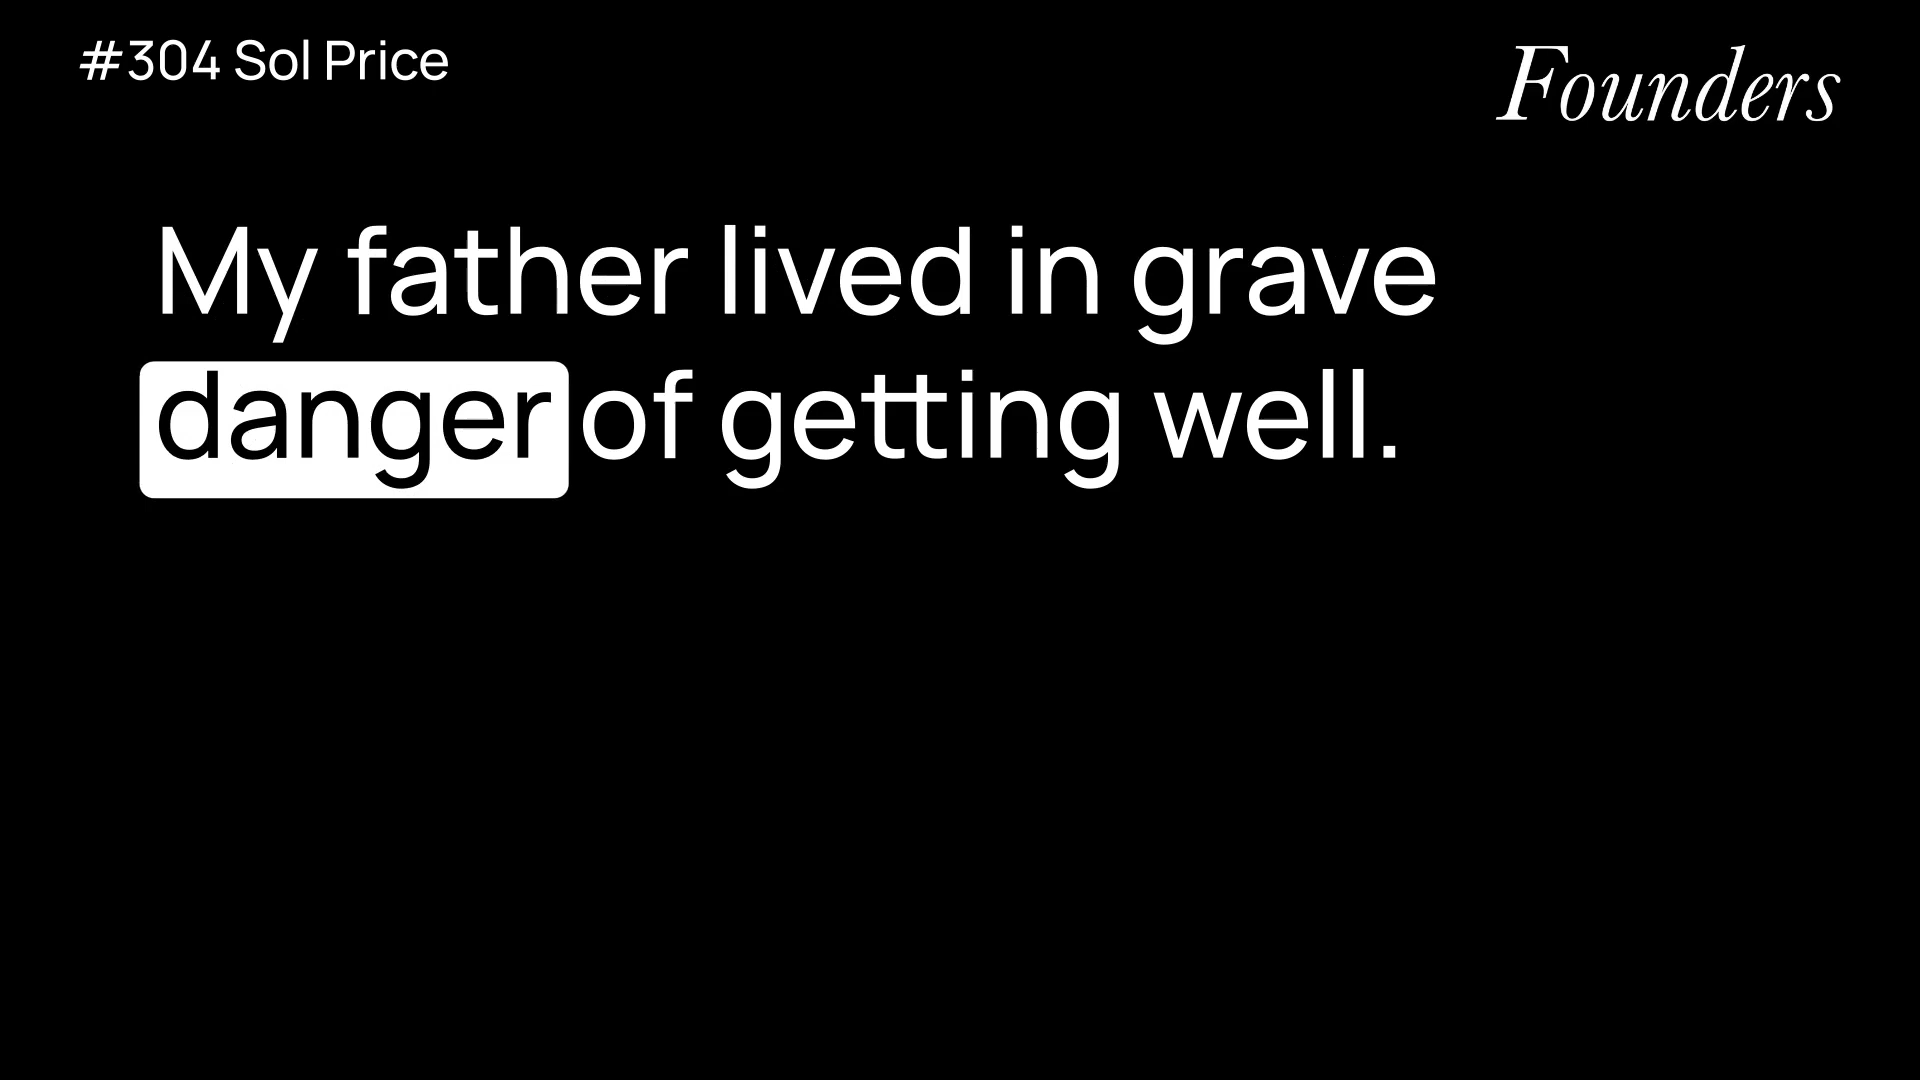 #304 Sol Price
Founders
My father lived in grave
danger of getting well.